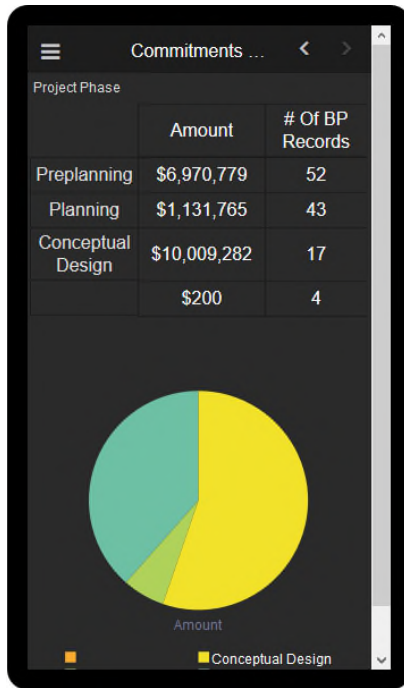 Commitments ...
Project Phase
Amount # Of BP Records
Preplanning $6,970,779 52
Planning $1,131,765 43
Conceptual Design $10,009,282 17
$200 4
Amount
Conceptual Design